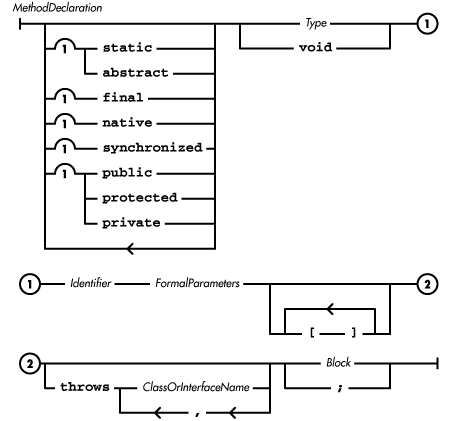 MethodDeclaration
Type 1
1 static void
abstract
1 final
1 native
1 synchronized
1 public
protected
private
1 Identifier FormalParameters 2
[ ]
2 Block
throws ClassOrInterfaceName ;
,